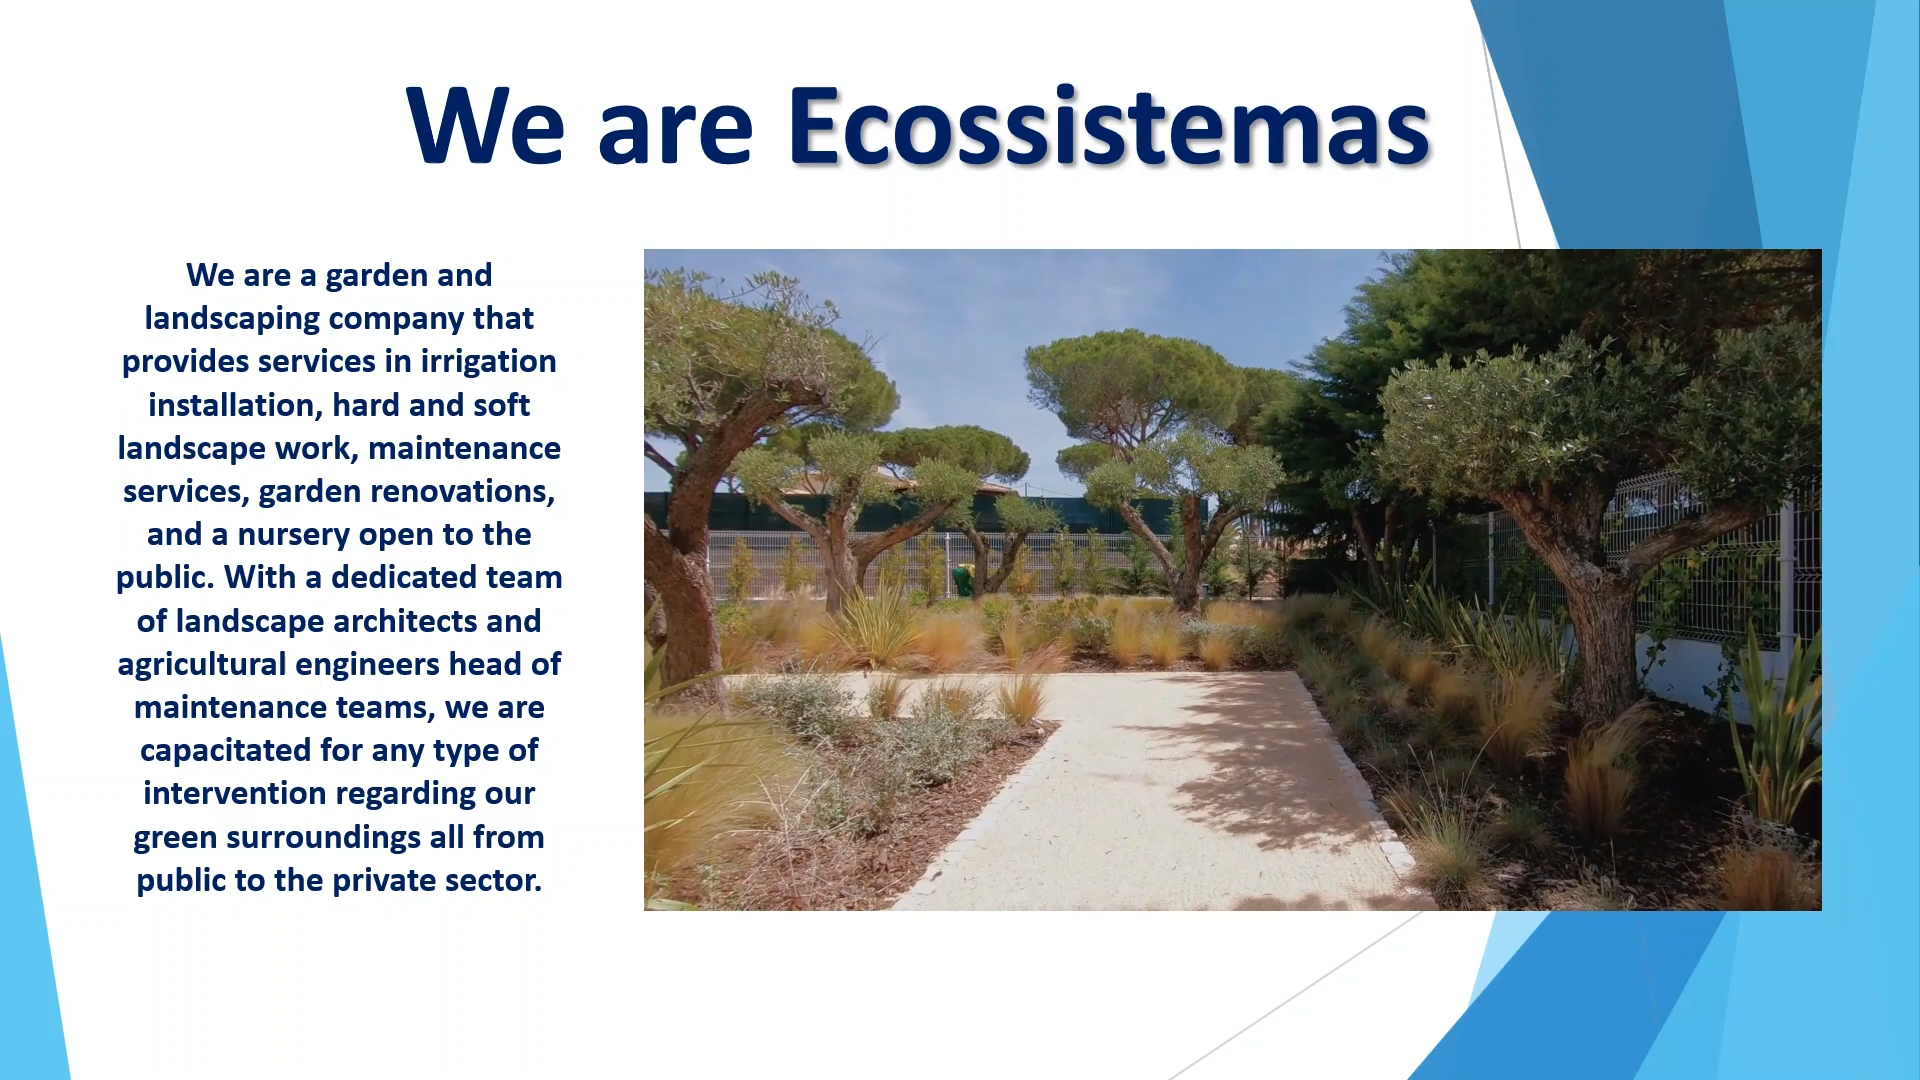 We are Ecossistemas
We are a garden and
landscaping company that
provides services in irrigation
installation, hard and soft
landscape work, maintenance
services, garden renovations,
and a nursery open to the
public. With a dedicated team
of landscape architects and
agricultural engineers head of
maintenance teams, we are
capacitated for any type of
intervention regarding our
green surroundings all from
public to the private sector.